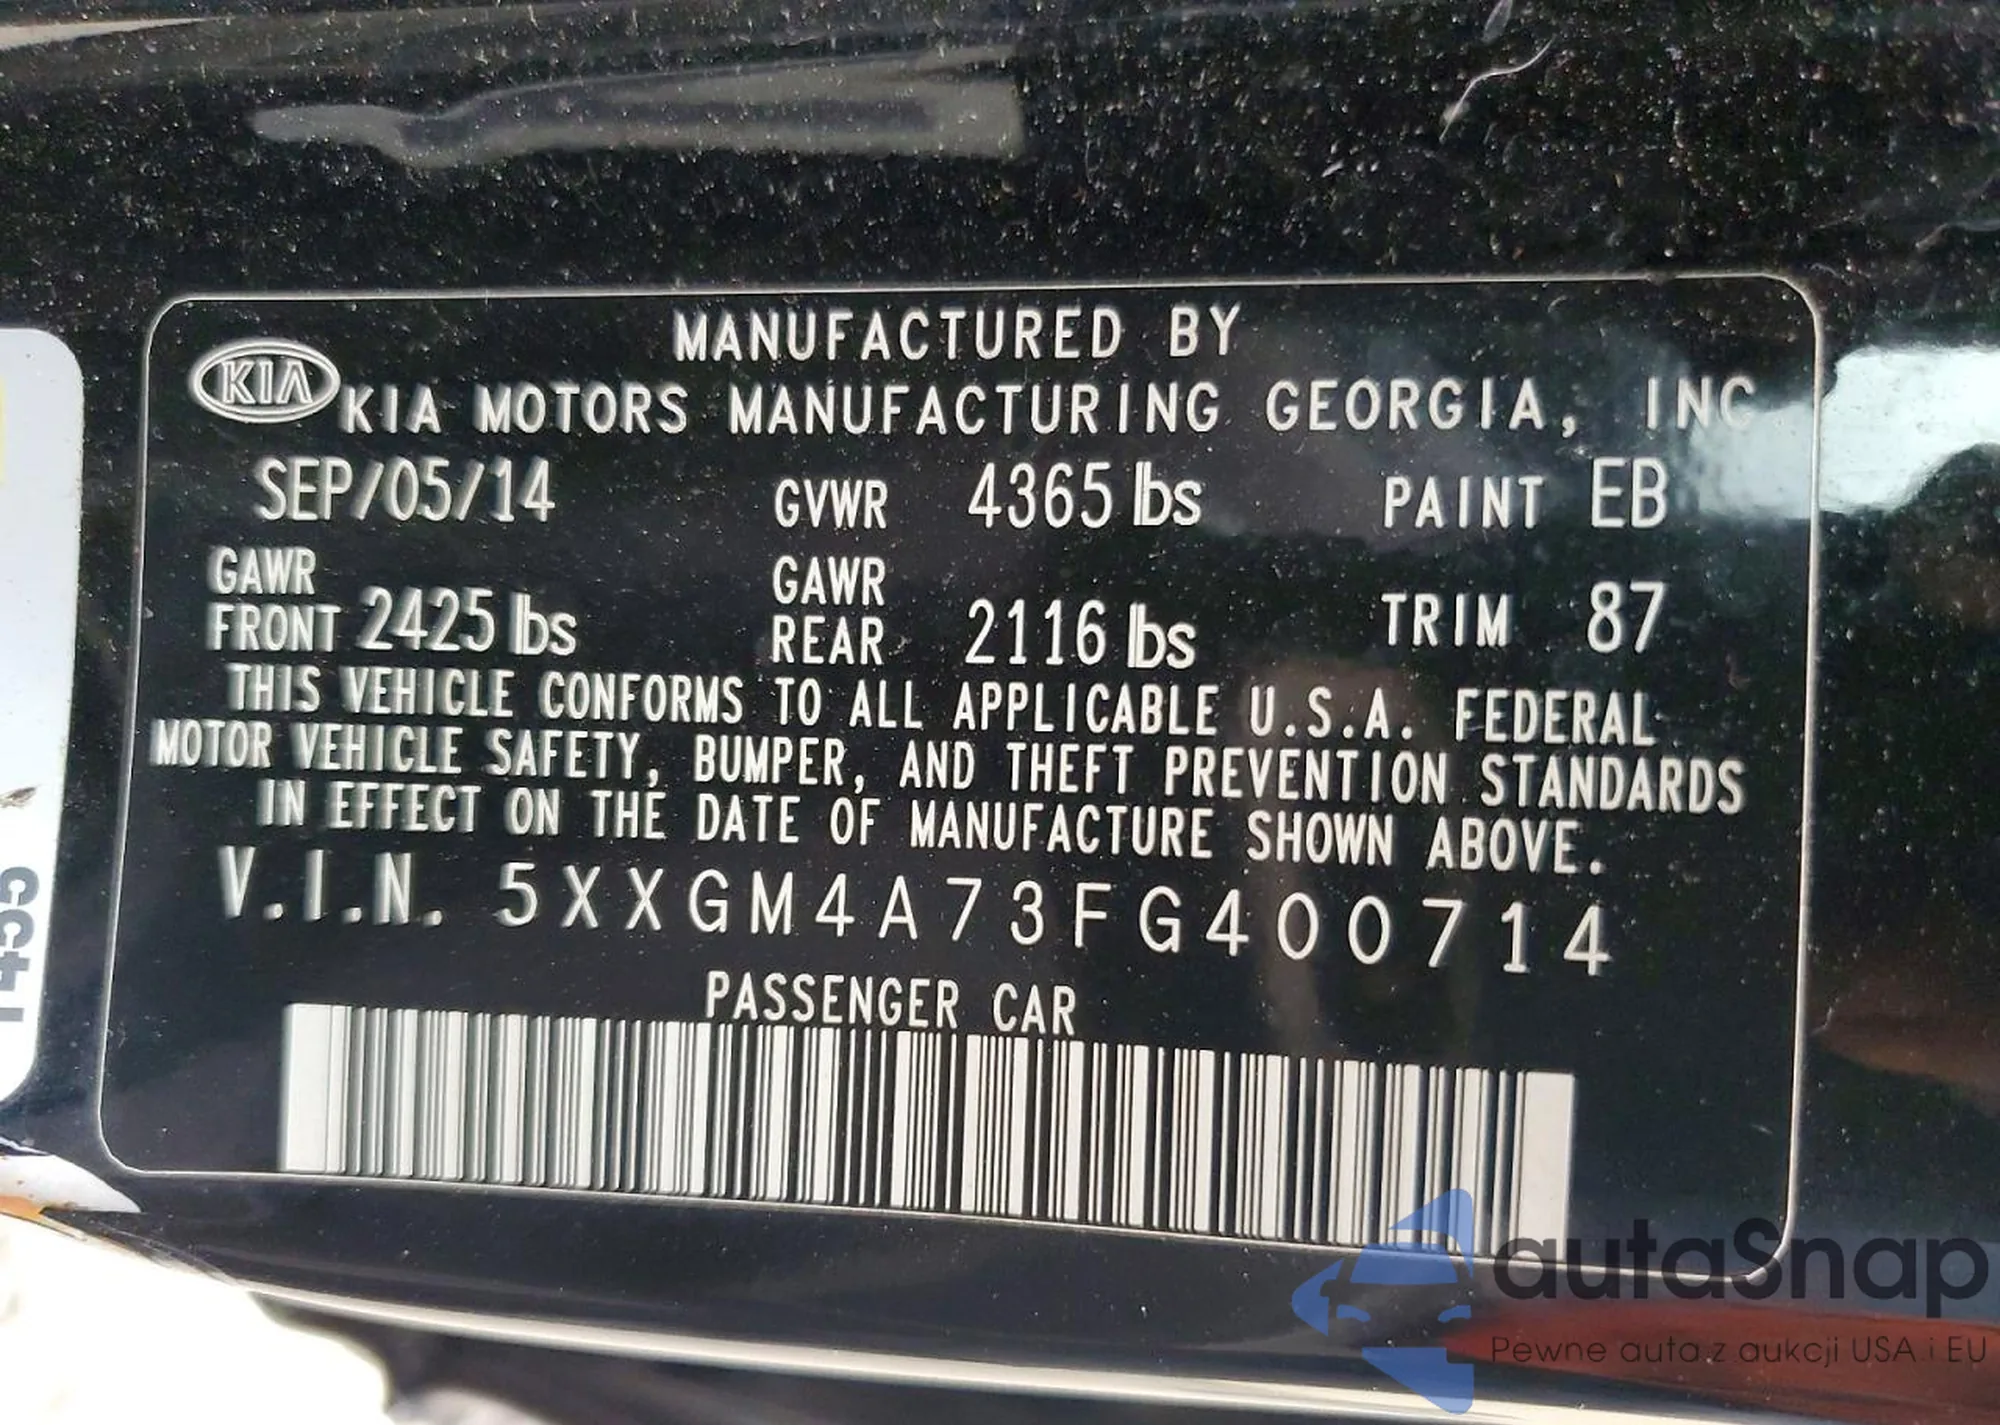 MANUFACTURED BY
KIA KIA MOTORS MANUFACTURING GEORGIA, INC
SEP/05/14 GVWR 4365 lbs PAINT EB
GAWR FRONT 2425 lbs GAWR REAR 2116 lbs TRIM 87
THIS VEHICLE CONFORMS TO ALL APPLICABLE U.S.A. FEDERAL
MOTOR VEHICLE SAFETY, BUMPER, AND THEFT PREVENTION STANDARDS
IN EFFECT ON THE DATE OF MANUFACTURE SHOWN ABOVE.
V.I.N. 5XXGM4A73FG400714
PASSENGER CAR
autaSnap
Pewne auta z aukcji USA i EU